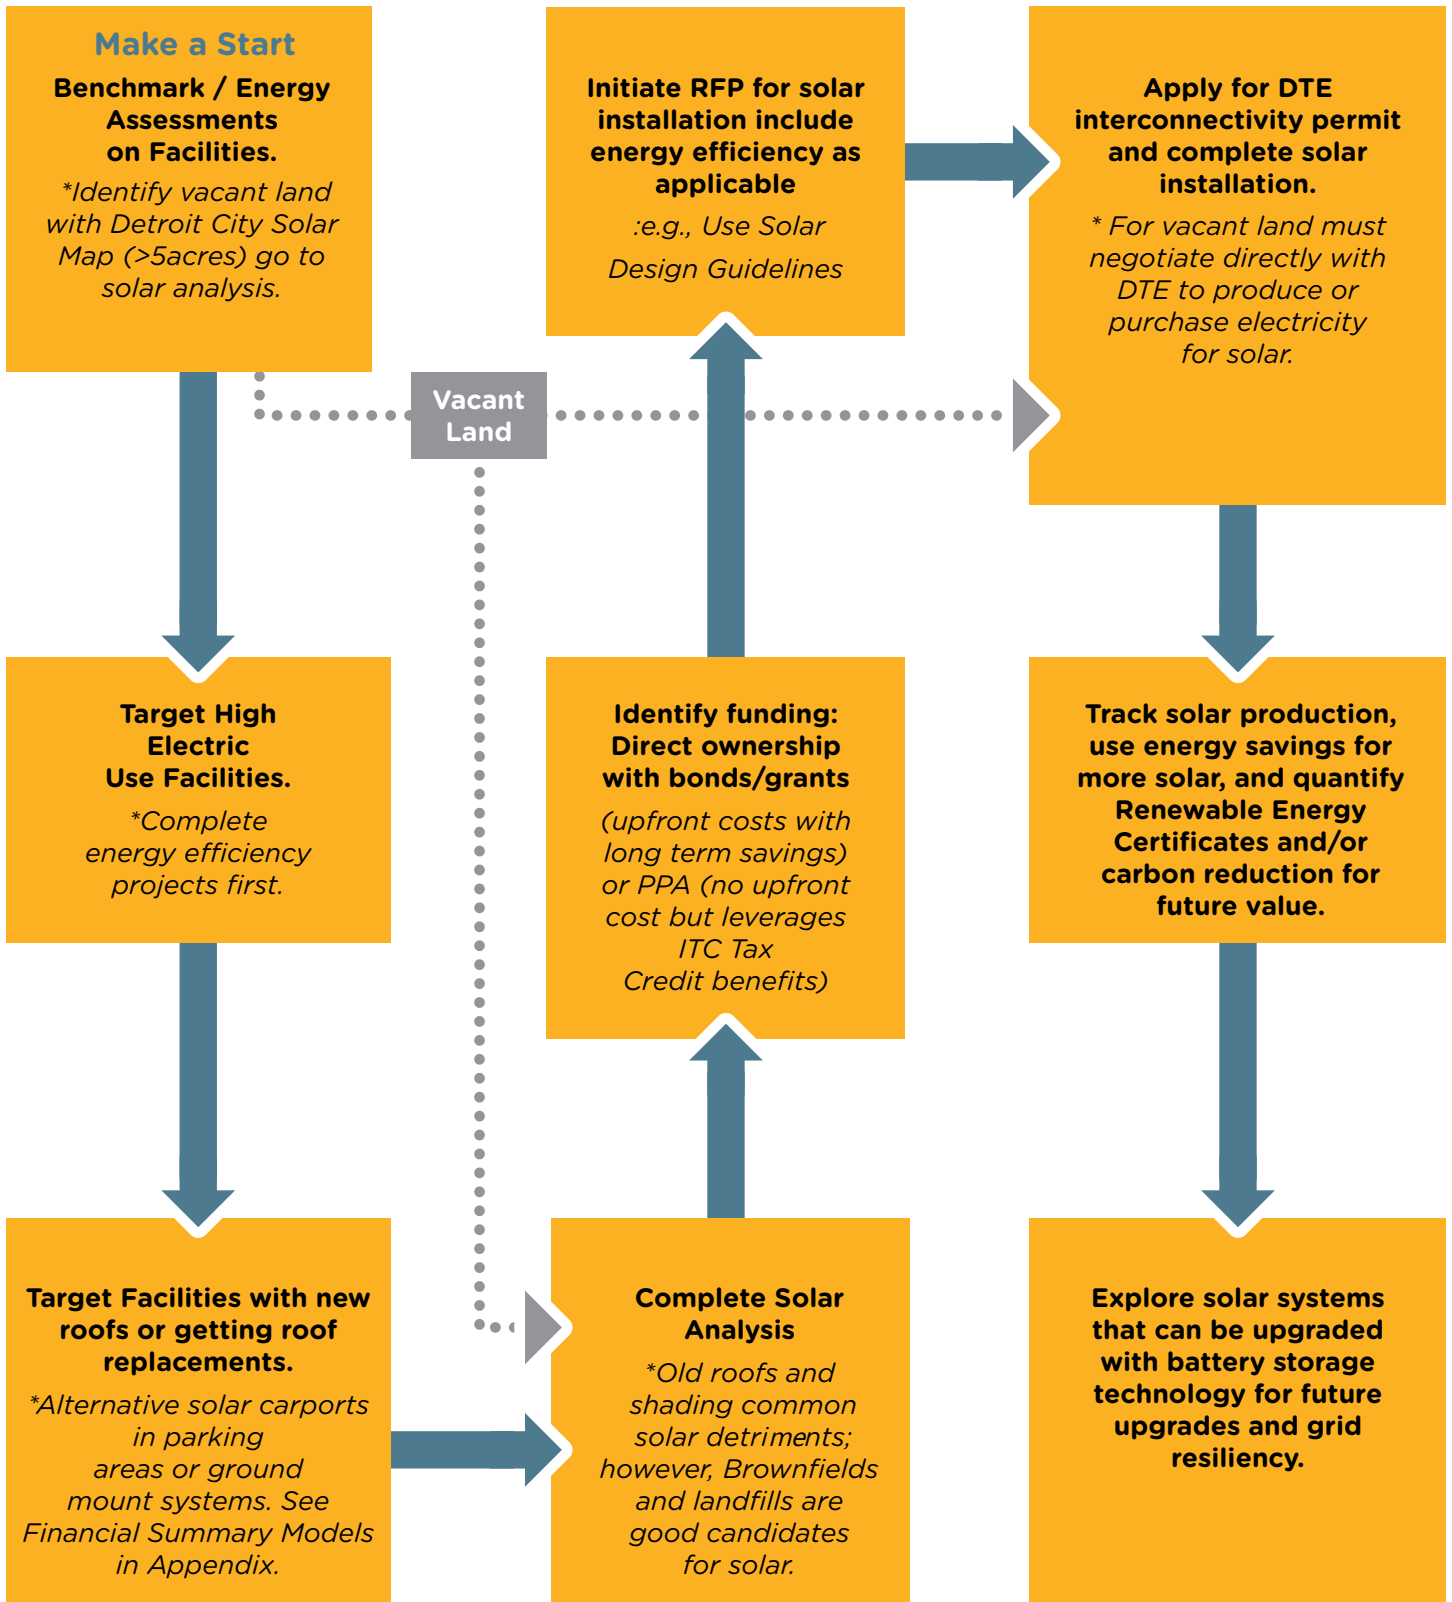 Make a Start
Benchmark / Energy
Assessments
on Facilities.
*Identify vacant land
with Detroit City Solar
Map (>5acres) go to
solar analysis.
Vacant
Land
Target High
Electric
Use Facilities.
*Complete
energy efficiency
projects first.
Target Facilities with new
roofs or getting roof
replacements.
*Alternative solar carports
in parking
areas or ground
mount systems. See
Financial Summary Models
in Appendix.
Complete Solar
Analysis
*Old roofs and
shading common
solar detriments;
however, Brownfields
and landfills are
good candidates
for solar.
Identify funding:
Direct ownership
with bonds/grants
(upfront costs with
long term savings)
or PPA (no upfront
cost but leverages
ITC Tax
Credit benefits)
Initiate RFP for solar
installation include
energy efficiency as
applicable
:e.g., Use Solar
Design Guidelines
Apply for DTE
interconnectivity permit
and complete solar
installation.
* For vacant land must
negotiate directly with
DTE to produce or
purchase electricity
for solar.
Track solar production,
use energy savings for
more solar, and quantify
Renewable Energy
Certificates and/or
carbon reduction for
future value.
Explore solar systems
that can be upgraded
with battery storage
technology for future
upgrades and grid
resiliency.